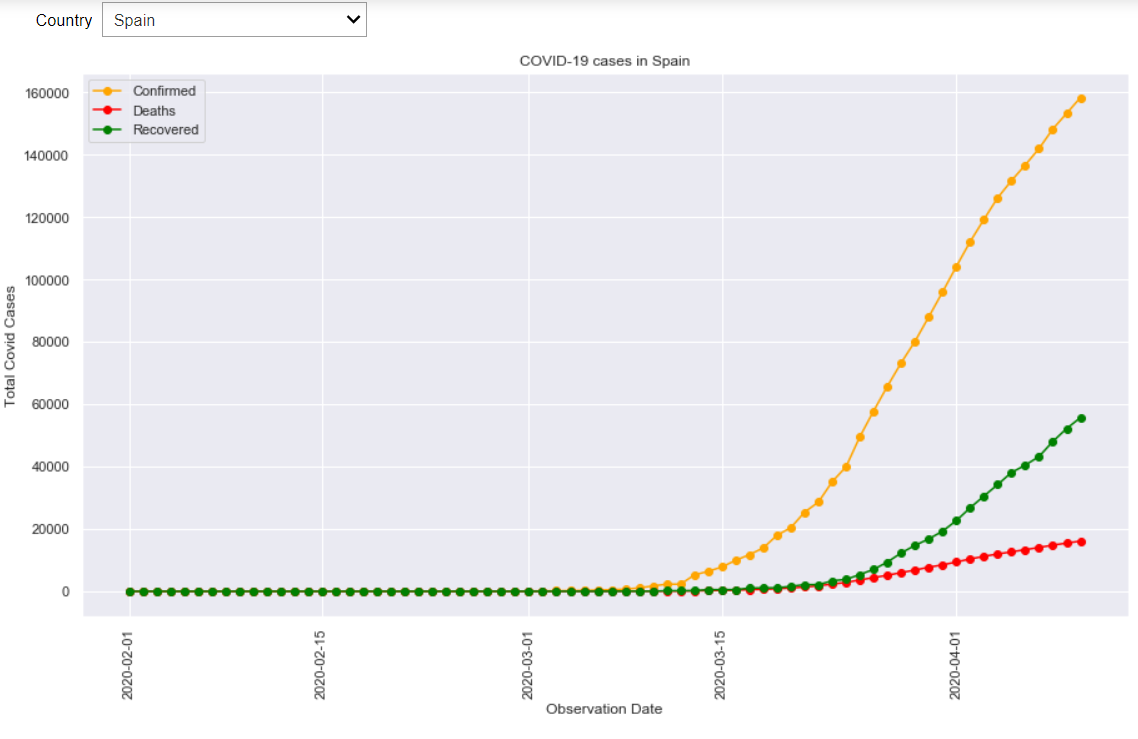 Country Spain
COVID-19 cases in Spain
Confirmed
Deaths
Recovered
160000
140000
120000
100000
80000
60000
40000
20000
0
Total Covid Cases
2020-02-01
2020-02-15
2020-03-01
2020-03-15
2020-04-01
Observation Date